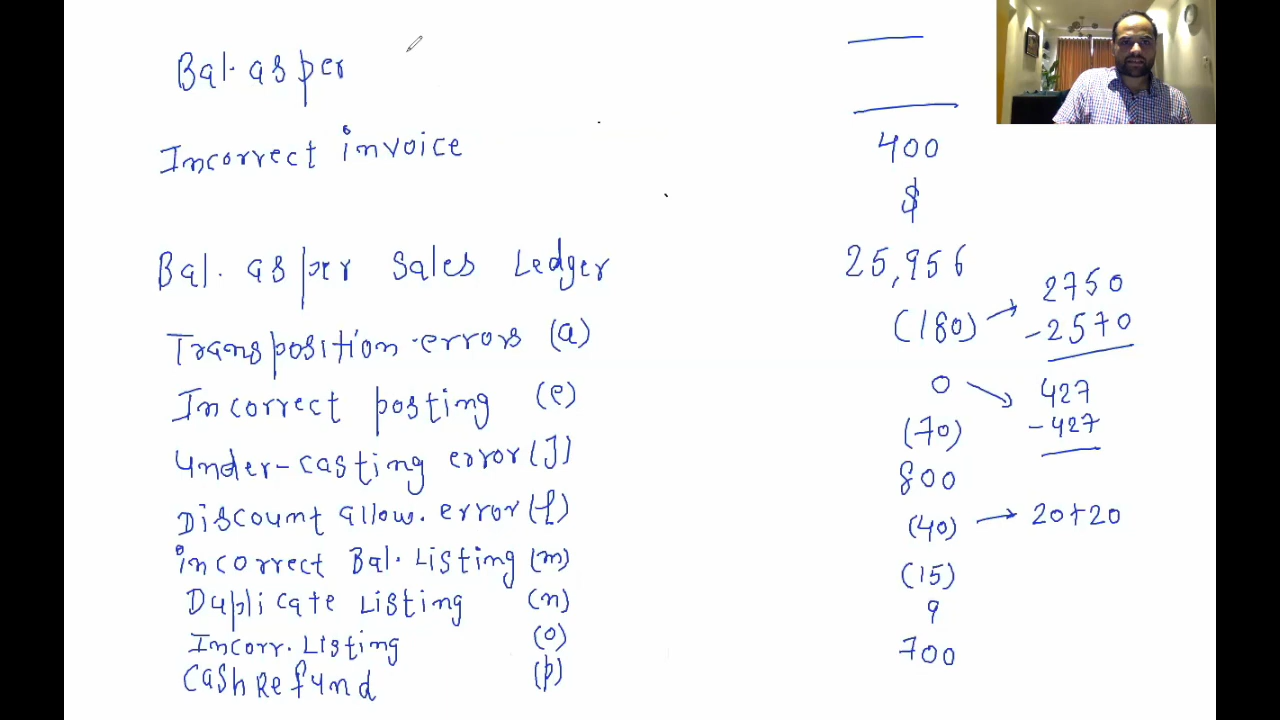 Bal. as per
Incorrect invoice 400
$
Bal. as per Sales Ledger 25,956
Transposition errors (a) (180) → 2750
- 2570
Incorrect posting (e) 0 → 427
- 427
Under-casting error (J) (70)
Discount allow. error (f) 800
incorrect Bal. Listing (m) (40) → 20+20
Duplicate Listing (n) (15)
Incorr. Listing (o) 9
Cash Refund (p) 700